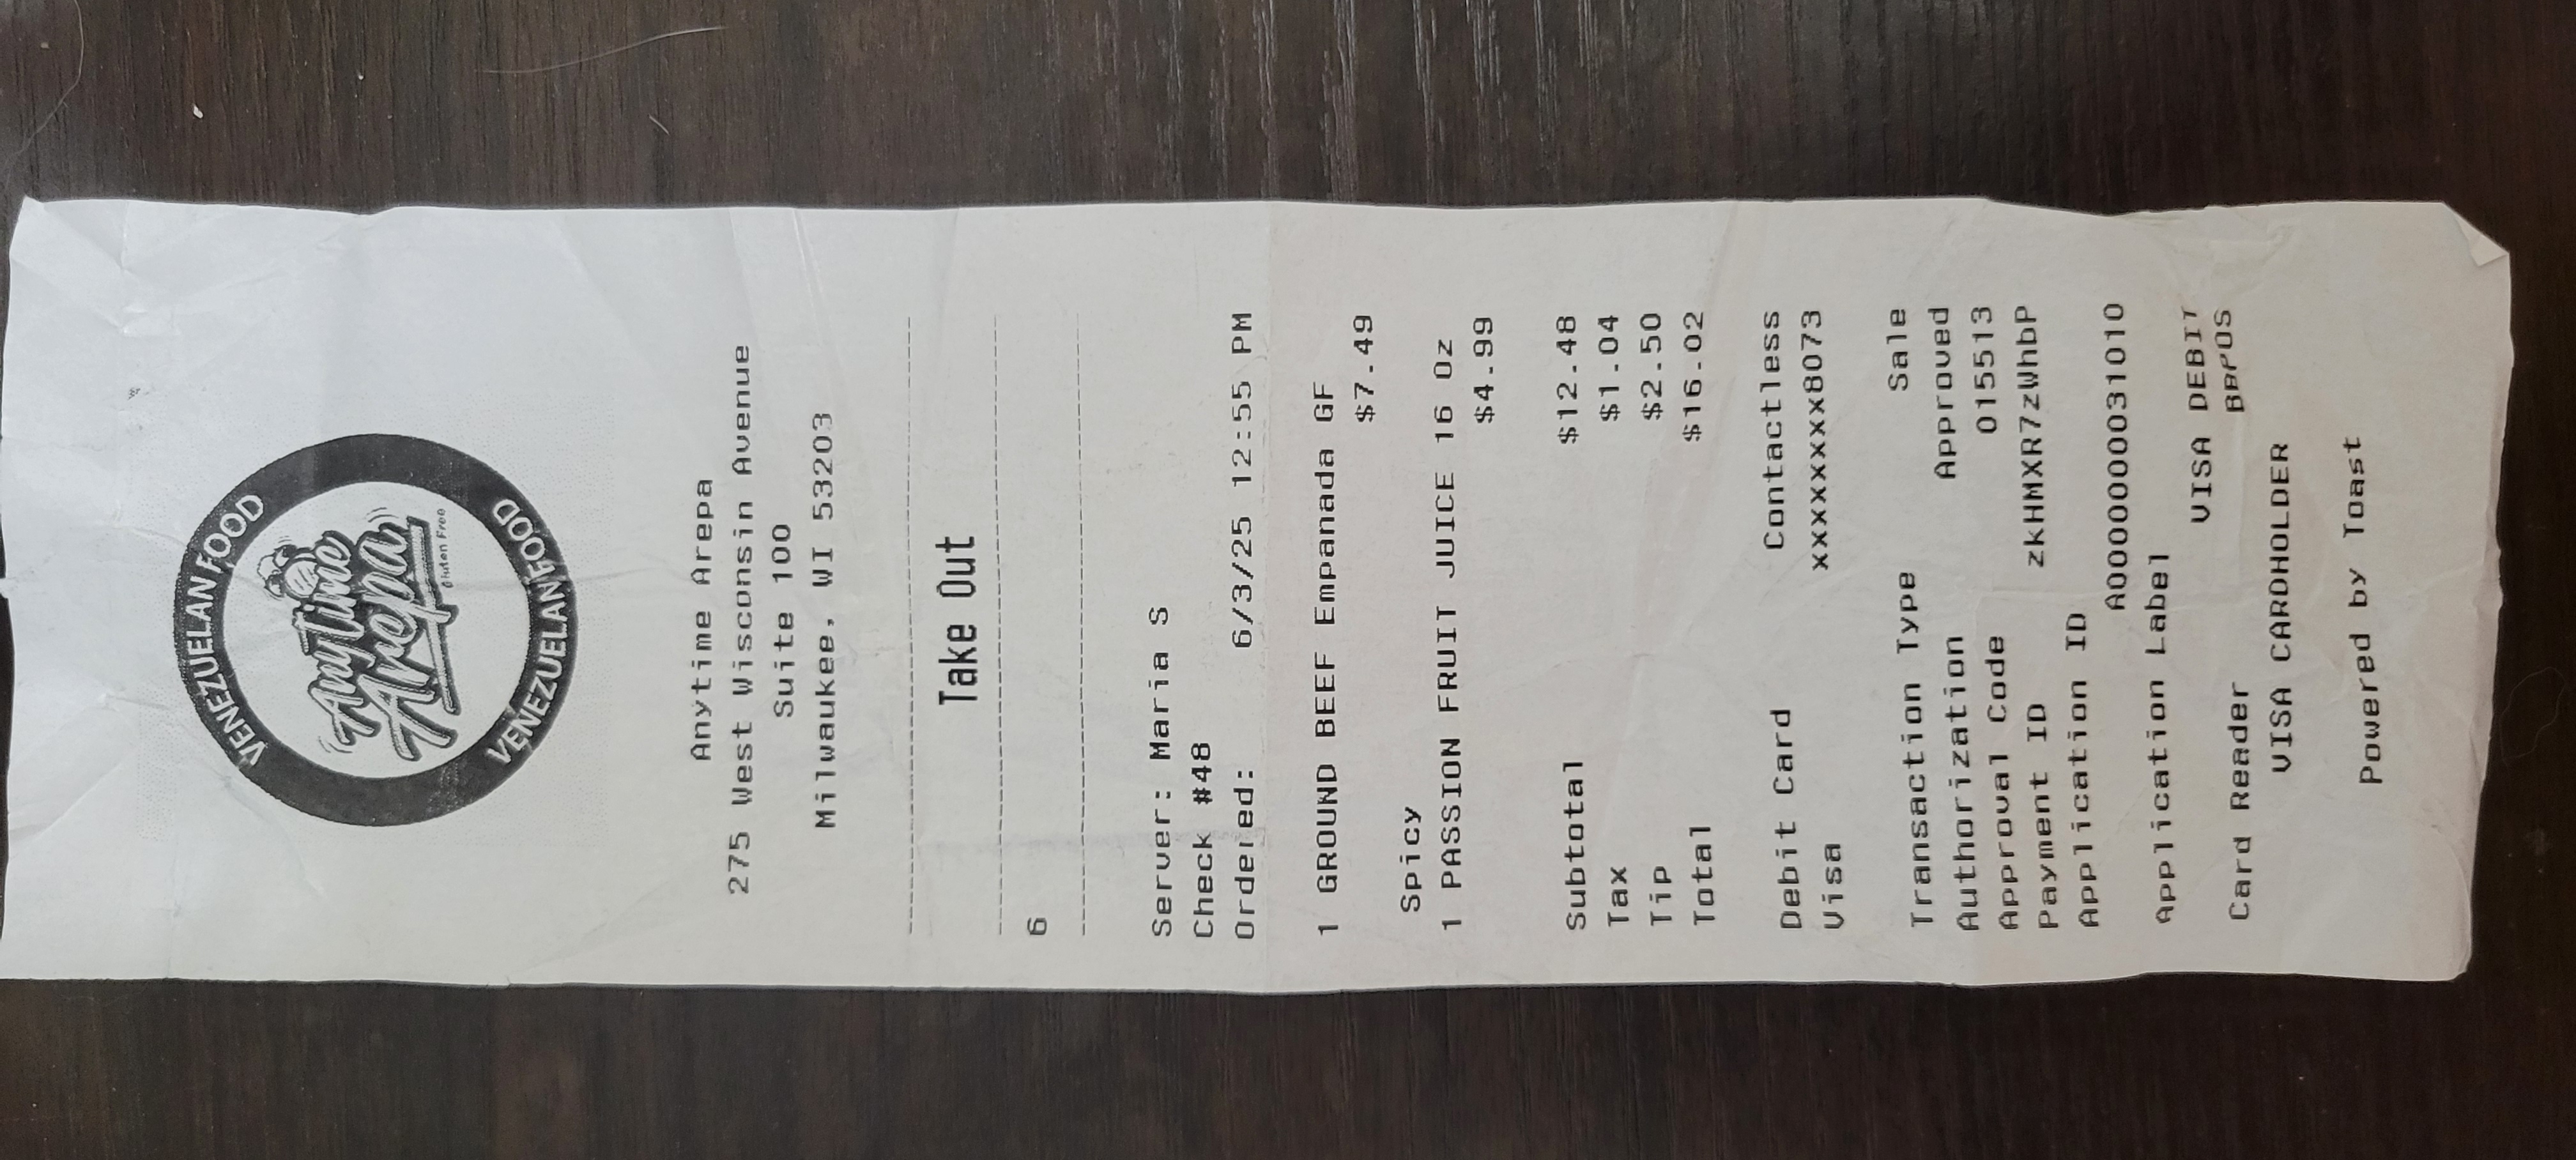 VENEZUELAN FOOD
Anytime
Arepa
Gluten Free
VENEZUELAN FOOD
Anytime Arepa
275 West Wisconsin Avenue
Suite 100
Milwaukee, WI 53203
Take Out
6
Server: Maria S
Check #48
Ordered: 6/3/25 12:55 PM
1 GROUND BEEF Empanada GF
$7.49
Spicy
1 PASSION FRUIT JUICE 16 Oz
$4.99
Subtotal $12.48
Tax $1.04
Tip $2.50
Total $16.02
Debit Card Contactless
Visa xxxxxxxx8073
Transaction Type Sale
Authorization Approved
Approval Code 015513
Payment ID zkHMXR7zWhbP
Application ID
A0000000031010
Application Label
VISA DEBIT
Card Reader BBPOS
VISA CARDHOLDER
Powered by Toast